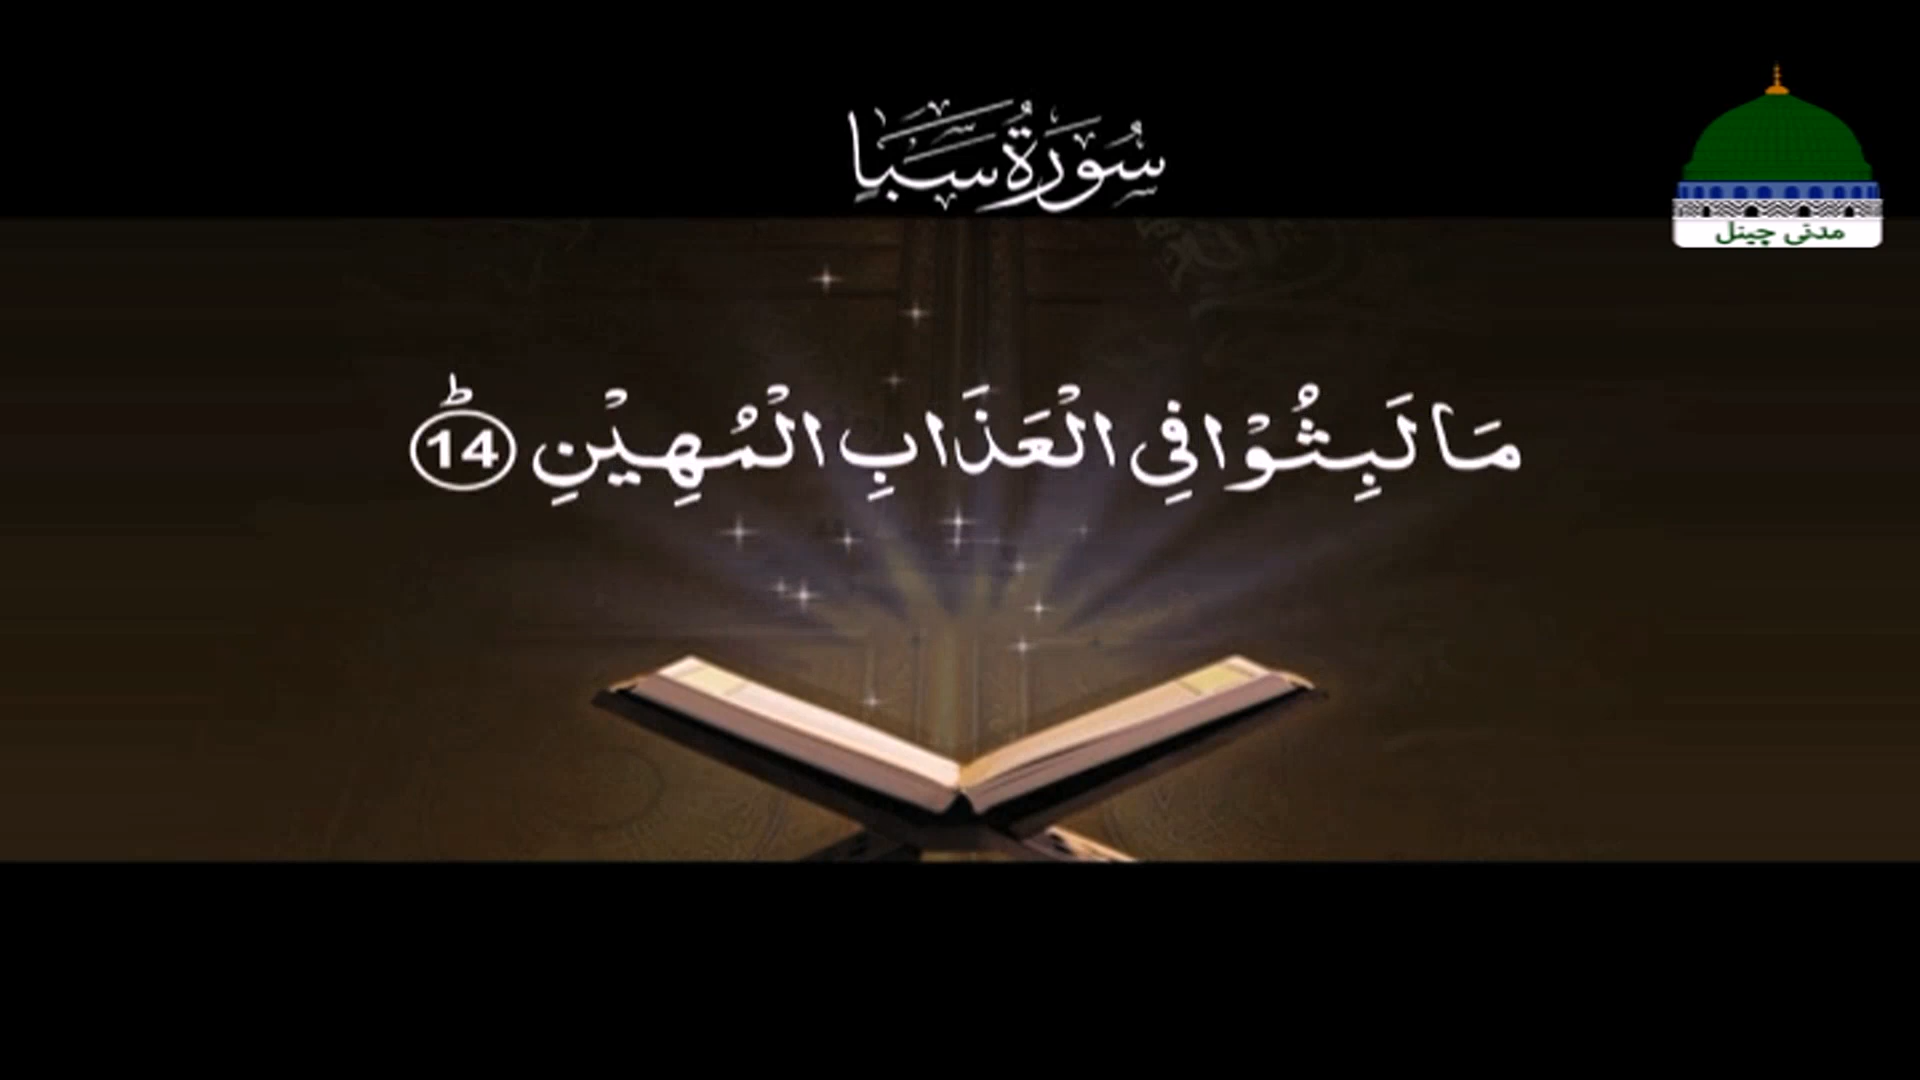 سُوْرَةُ سَبَاٍ
مدنی چینل
مَا لَبِثُوْا فِی الْعَذَابِ الْمُهِیْنِ ؕ 14